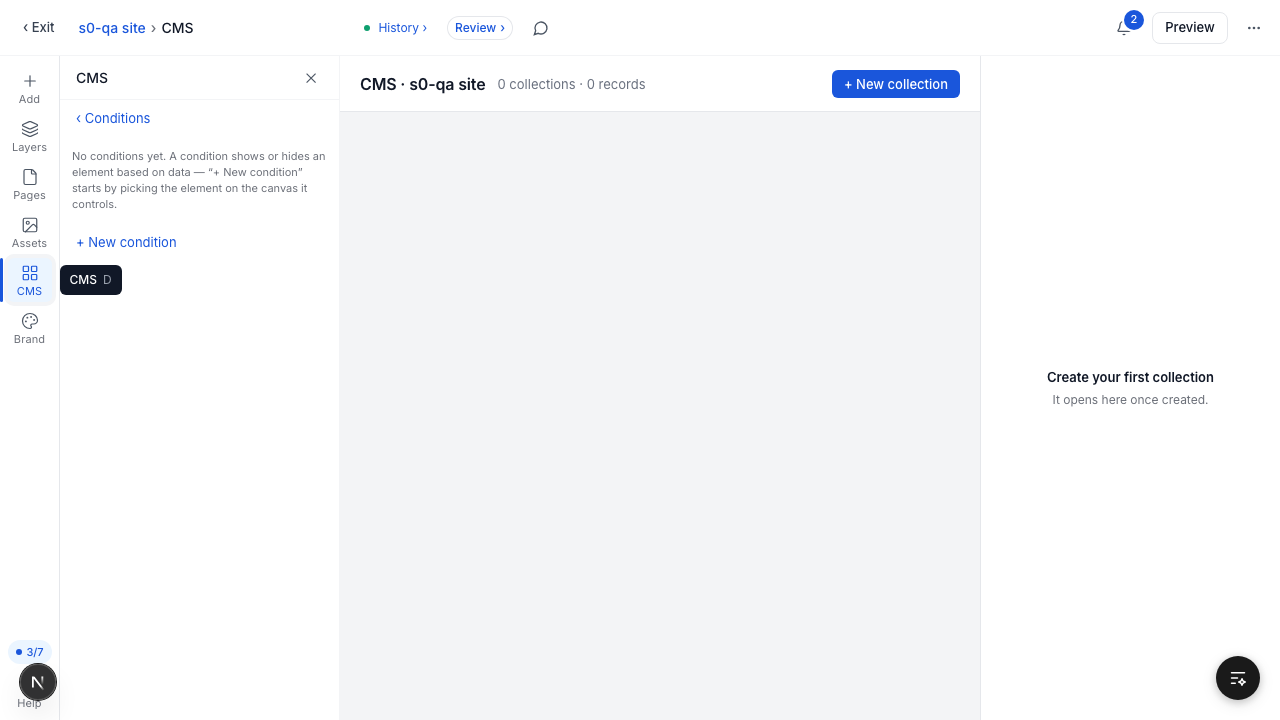 ‹ Exit
s0-qa site › CMS
History ›
Review ›
2
Preview
Add
Layers
Pages
Assets
CMS
Brand
3/7
N
Help
CMS
‹ Conditions
No conditions yet. A condition shows or hides an
element based on data — “+ New condition”
starts by picking the element on the canvas it
controls.
+ New condition
CMS D
CMS · s0-qa site
0 collections · 0 records
+ New collection
Create your first collection
It opens here once created.